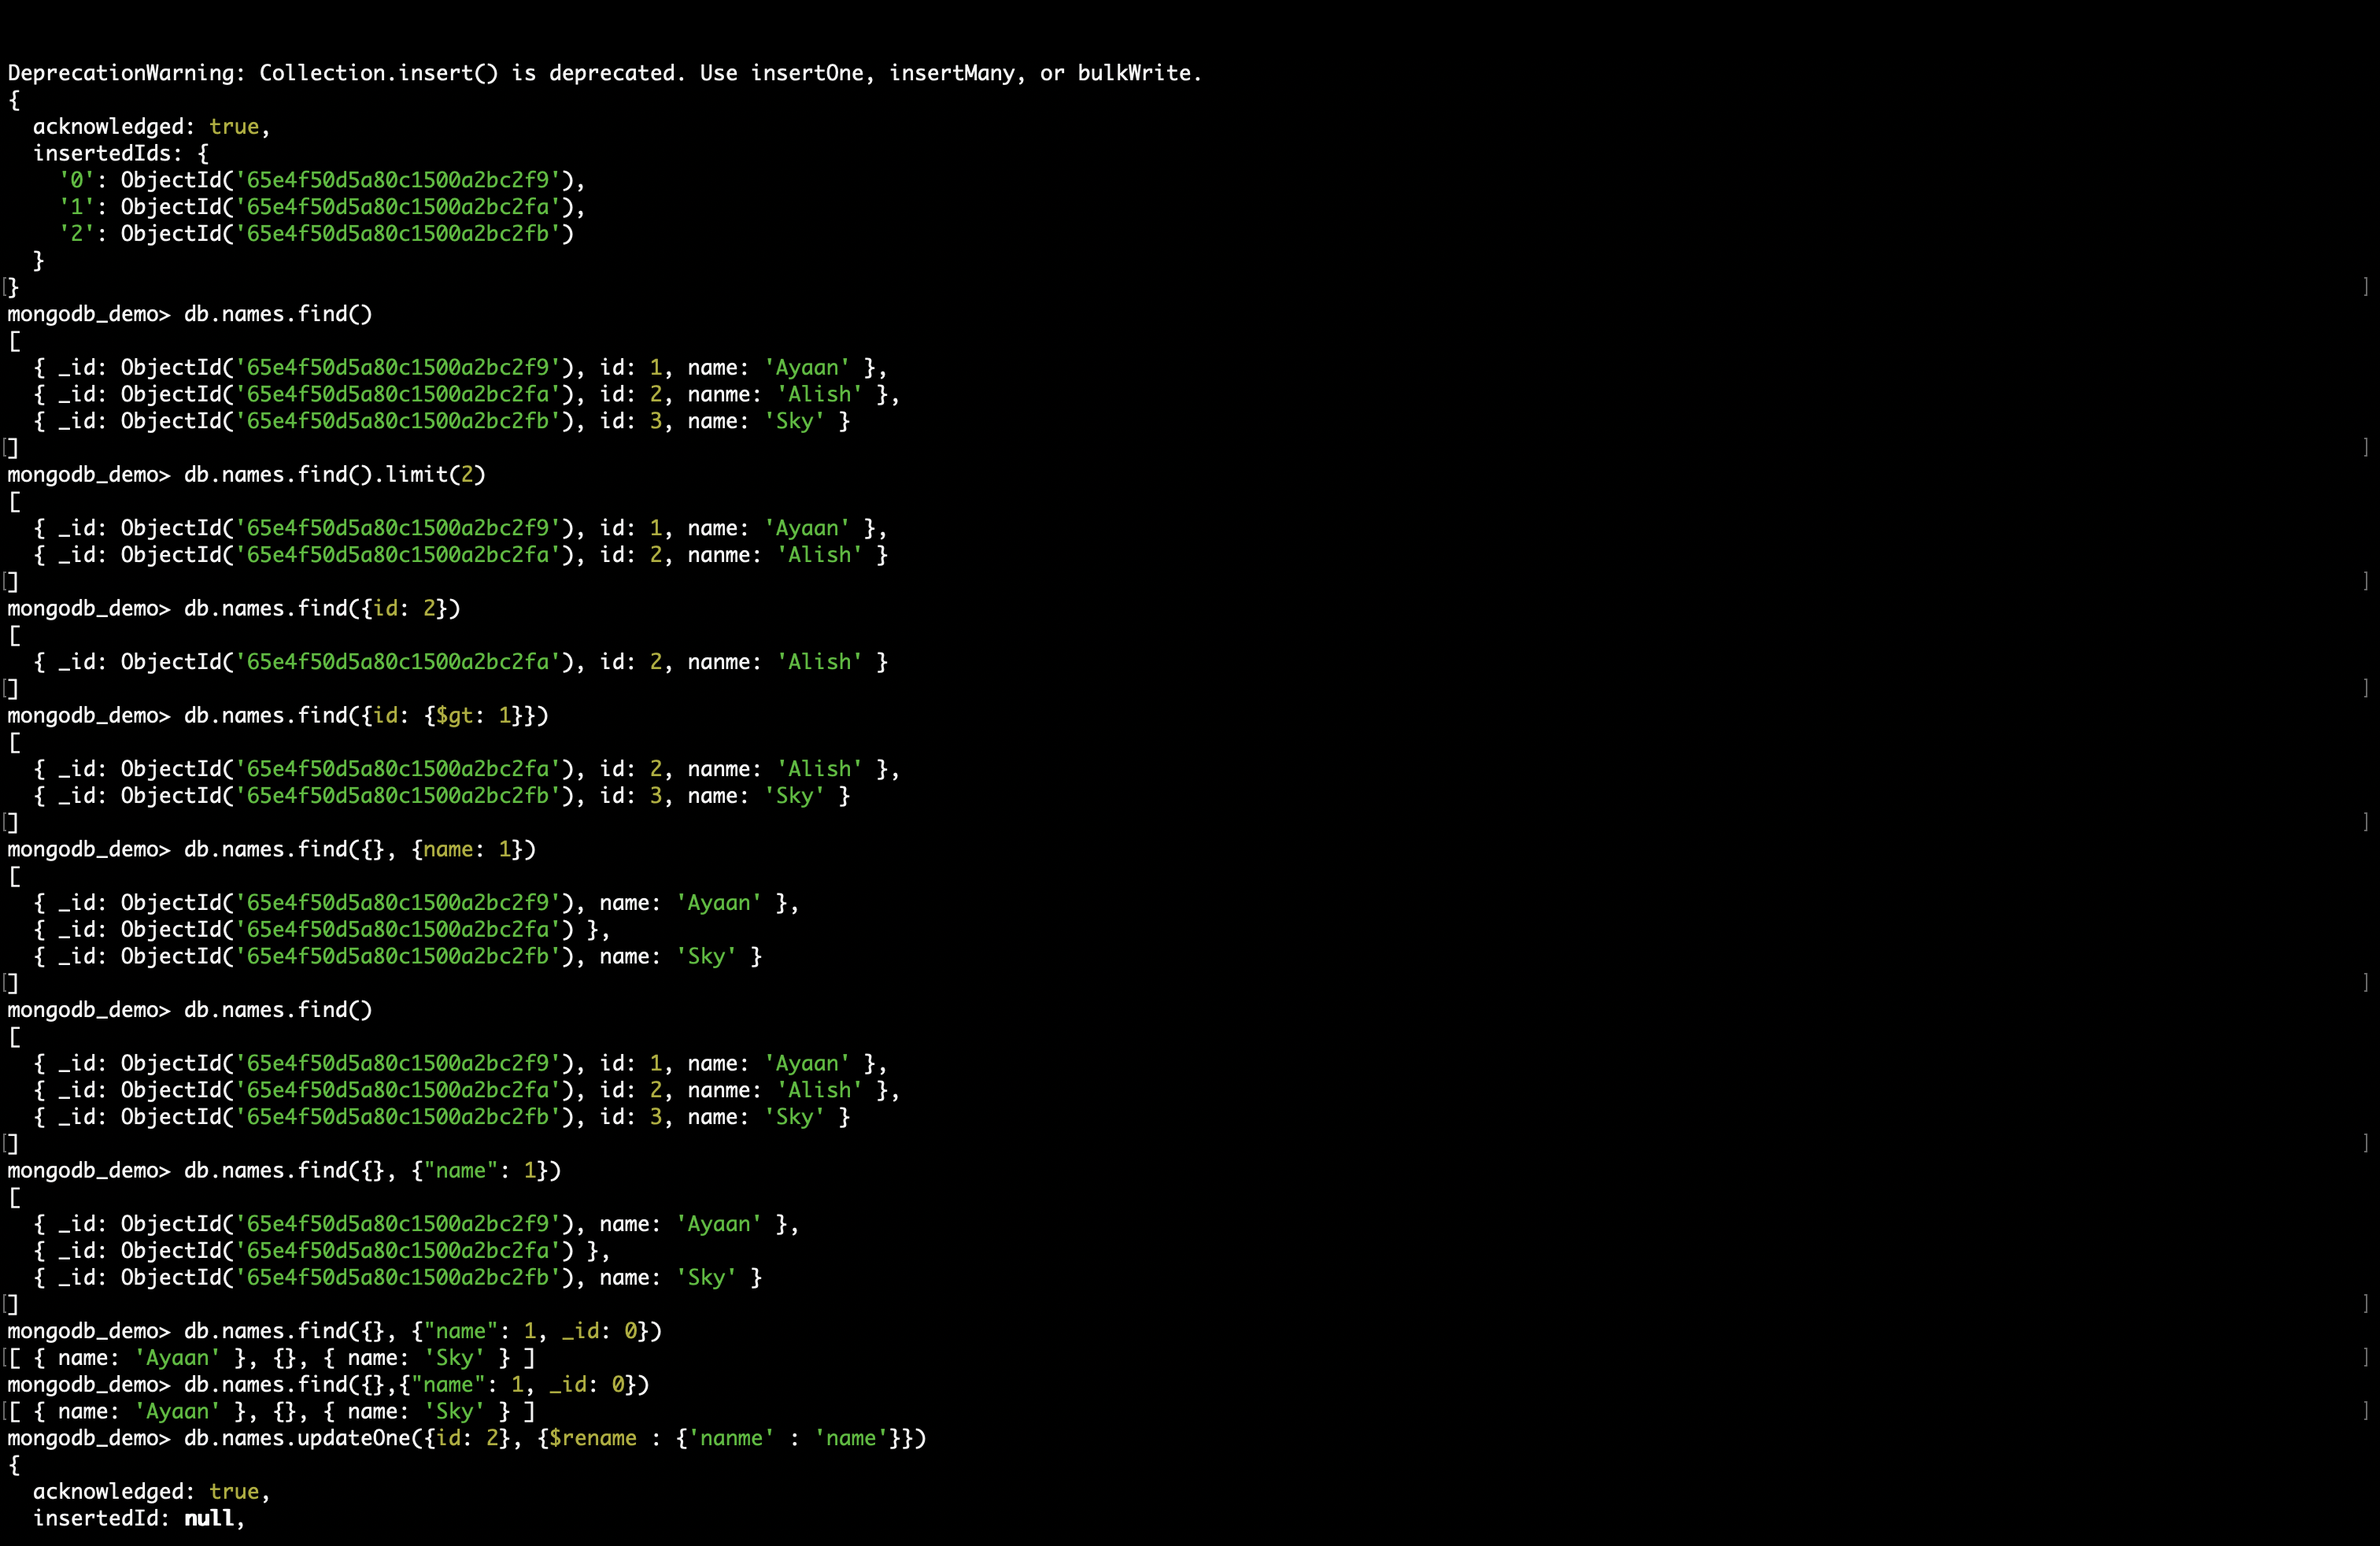 DeprecationWarning: Collection.insert() is deprecated. Use insertOne, insertMany, or bulkWrite.
{
  acknowledged: true,
  insertedIds: {
    '0': ObjectId('65e4f50d5a80c1500a2bc2f9'),
    '1': ObjectId('65e4f50d5a80c1500a2bc2fa'),
    '2': ObjectId('65e4f50d5a80c1500a2bc2fb')
  }
}
mongodb_demo> db.names.find()
[
  { _id: ObjectId('65e4f50d5a80c1500a2bc2f9'), id: 1, name: 'Ayaan' },
  { _id: ObjectId('65e4f50d5a80c1500a2bc2fa'), id: 2, nanme: 'Alish' },
  { _id: ObjectId('65e4f50d5a80c1500a2bc2fb'), id: 3, name: 'Sky' }
]
mongodb_demo> db.names.find().limit(2)
[
  { _id: ObjectId('65e4f50d5a80c1500a2bc2f9'), id: 1, name: 'Ayaan' },
  { _id: ObjectId('65e4f50d5a80c1500a2bc2fa'), id: 2, nanme: 'Alish' }
]
mongodb_demo> db.names.find({id: 2})
[
  { _id: ObjectId('65e4f50d5a80c1500a2bc2fa'), id: 2, nanme: 'Alish' }
]
mongodb_demo> db.names.find({id: {$gt: 1}})
[
  { _id: ObjectId('65e4f50d5a80c1500a2bc2fa'), id: 2, nanme: 'Alish' },
  { _id: ObjectId('65e4f50d5a80c1500a2bc2fb'), id: 3, name: 'Sky' }
]
mongodb_demo> db.names.find({}, {name: 1})
[
  { _id: ObjectId('65e4f50d5a80c1500a2bc2f9'), name: 'Ayaan' },
  { _id: ObjectId('65e4f50d5a80c1500a2bc2fa') },
  { _id: ObjectId('65e4f50d5a80c1500a2bc2fb'), name: 'Sky' }
]
mongodb_demo> db.names.find()
[
  { _id: ObjectId('65e4f50d5a80c1500a2bc2f9'), id: 1, name: 'Ayaan' },
  { _id: ObjectId('65e4f50d5a80c1500a2bc2fa'), id: 2, nanme: 'Alish' },
  { _id: ObjectId('65e4f50d5a80c1500a2bc2fb'), id: 3, name: 'Sky' }
]
mongodb_demo> db.names.find({}, {"name": 1})
[
  { _id: ObjectId('65e4f50d5a80c1500a2bc2f9'), name: 'Ayaan' },
  { _id: ObjectId('65e4f50d5a80c1500a2bc2fa') },
  { _id: ObjectId('65e4f50d5a80c1500a2bc2fb'), name: 'Sky' }
]
mongodb_demo> db.names.find({}, {"name": 1, _id: 0})
[ { name: 'Ayaan' }, {}, { name: 'Sky' } ]
mongodb_demo> db.names.find({},{"name": 1, _id: 0})
[ { name: 'Ayaan' }, {}, { name: 'Sky' } ]
mongodb_demo> db.names.updateOne({id: 2}, {$rename : {'nanme' : 'name'}})
{
  acknowledged: true,
  insertedId: null,